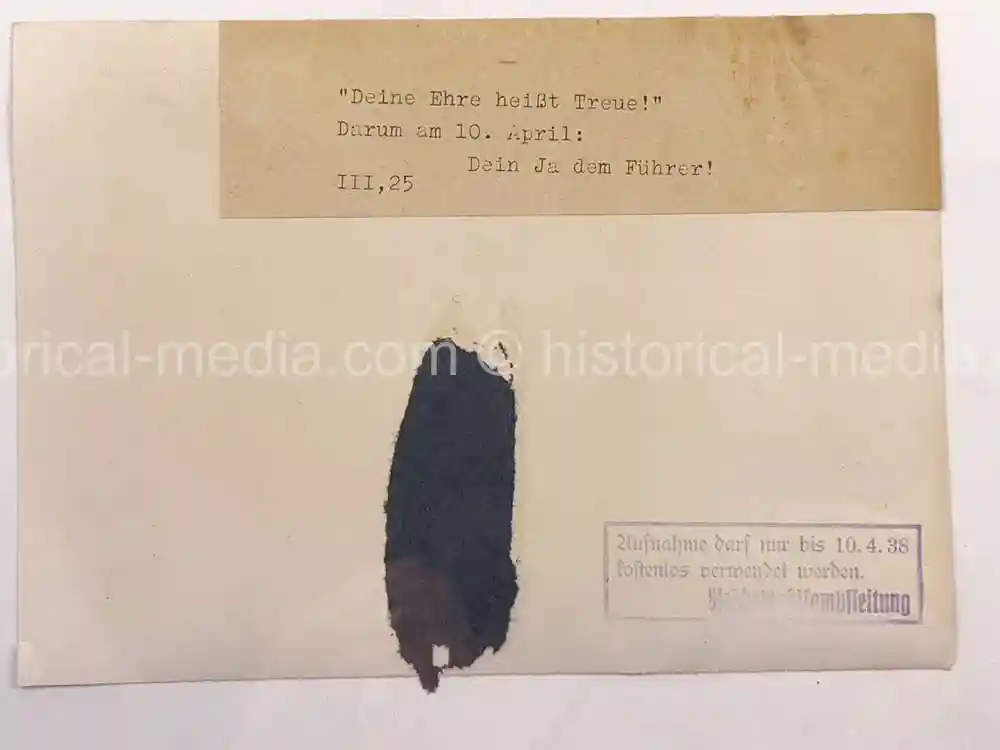 "Deine Ehre heißt Treue!"
Darum am 10. April:
Dein Ja dem Führer!
III,25
orical-media.com © historical-media.
Aufnahme darf nur bis 10.4.38
kostenlos verwendet werden.